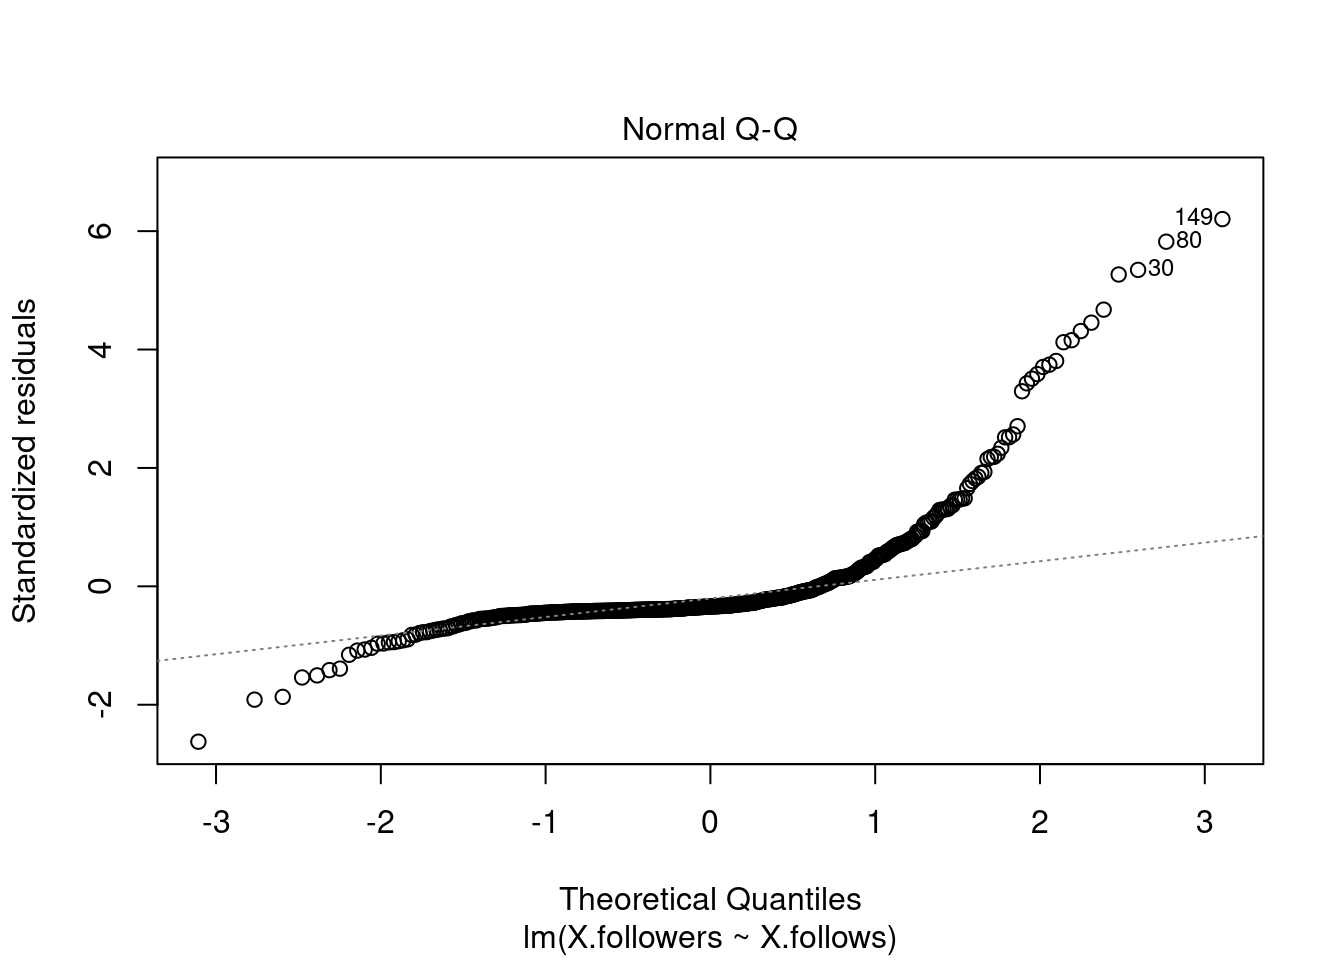 Normal Q-Q
Standardized residuals
6
4
2
0
-2
149
80
30
-3 -2 -1 0 1 2 3
Theoretical Quantiles
lm(X.followers ~ X.follows)